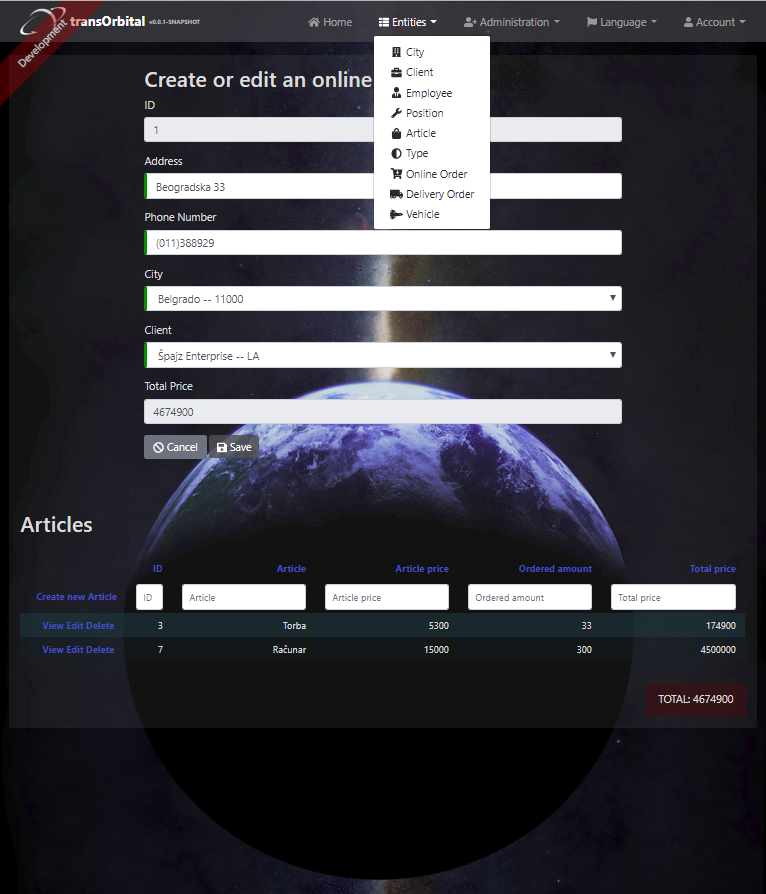 Development
transOrbital v0.0.1-SNAPSHOT
Home Entities Administration Language Account
City
Client
Employee
Position
Article
Type
Online Order
Delivery Order
Vehicle
Create or edit an online
ID
1
Address
Beogradska 33
Phone Number
(011)388929
City
Belgrado -- 11000
Client
Špajz Enterprise -- LA
Total Price
4674900
Cancel Save
Articles
ID Article Article price Ordered amount Total price
Create new Article ID Article Article price Ordered amount Total price
View Edit Delete 3 Torba 5300 33 174900
View Edit Delete 7 Računar 15000 300 4500000
TOTAL: 4674900